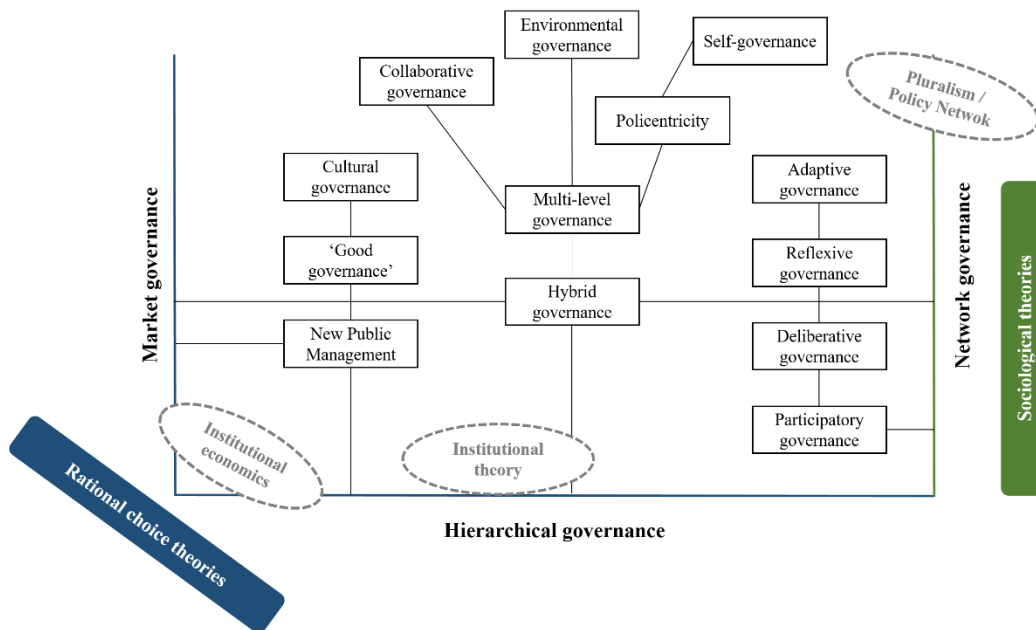 Environmental
governance
Self-governance
Collaborative
governance
Pluralism /
Policy Netwok
Policentricity
Cultural
governance
Multi-level
governance
Adaptive
governance
‘Good
governance’
Reflexive
governance
Hybrid
governance
New Public
Management
Deliberative
governance
Participatory
governance
Market governance
Network governance
Sociological theories
Institutional
economics
Institutional
theory
Rational choice theories
Hierarchical governance